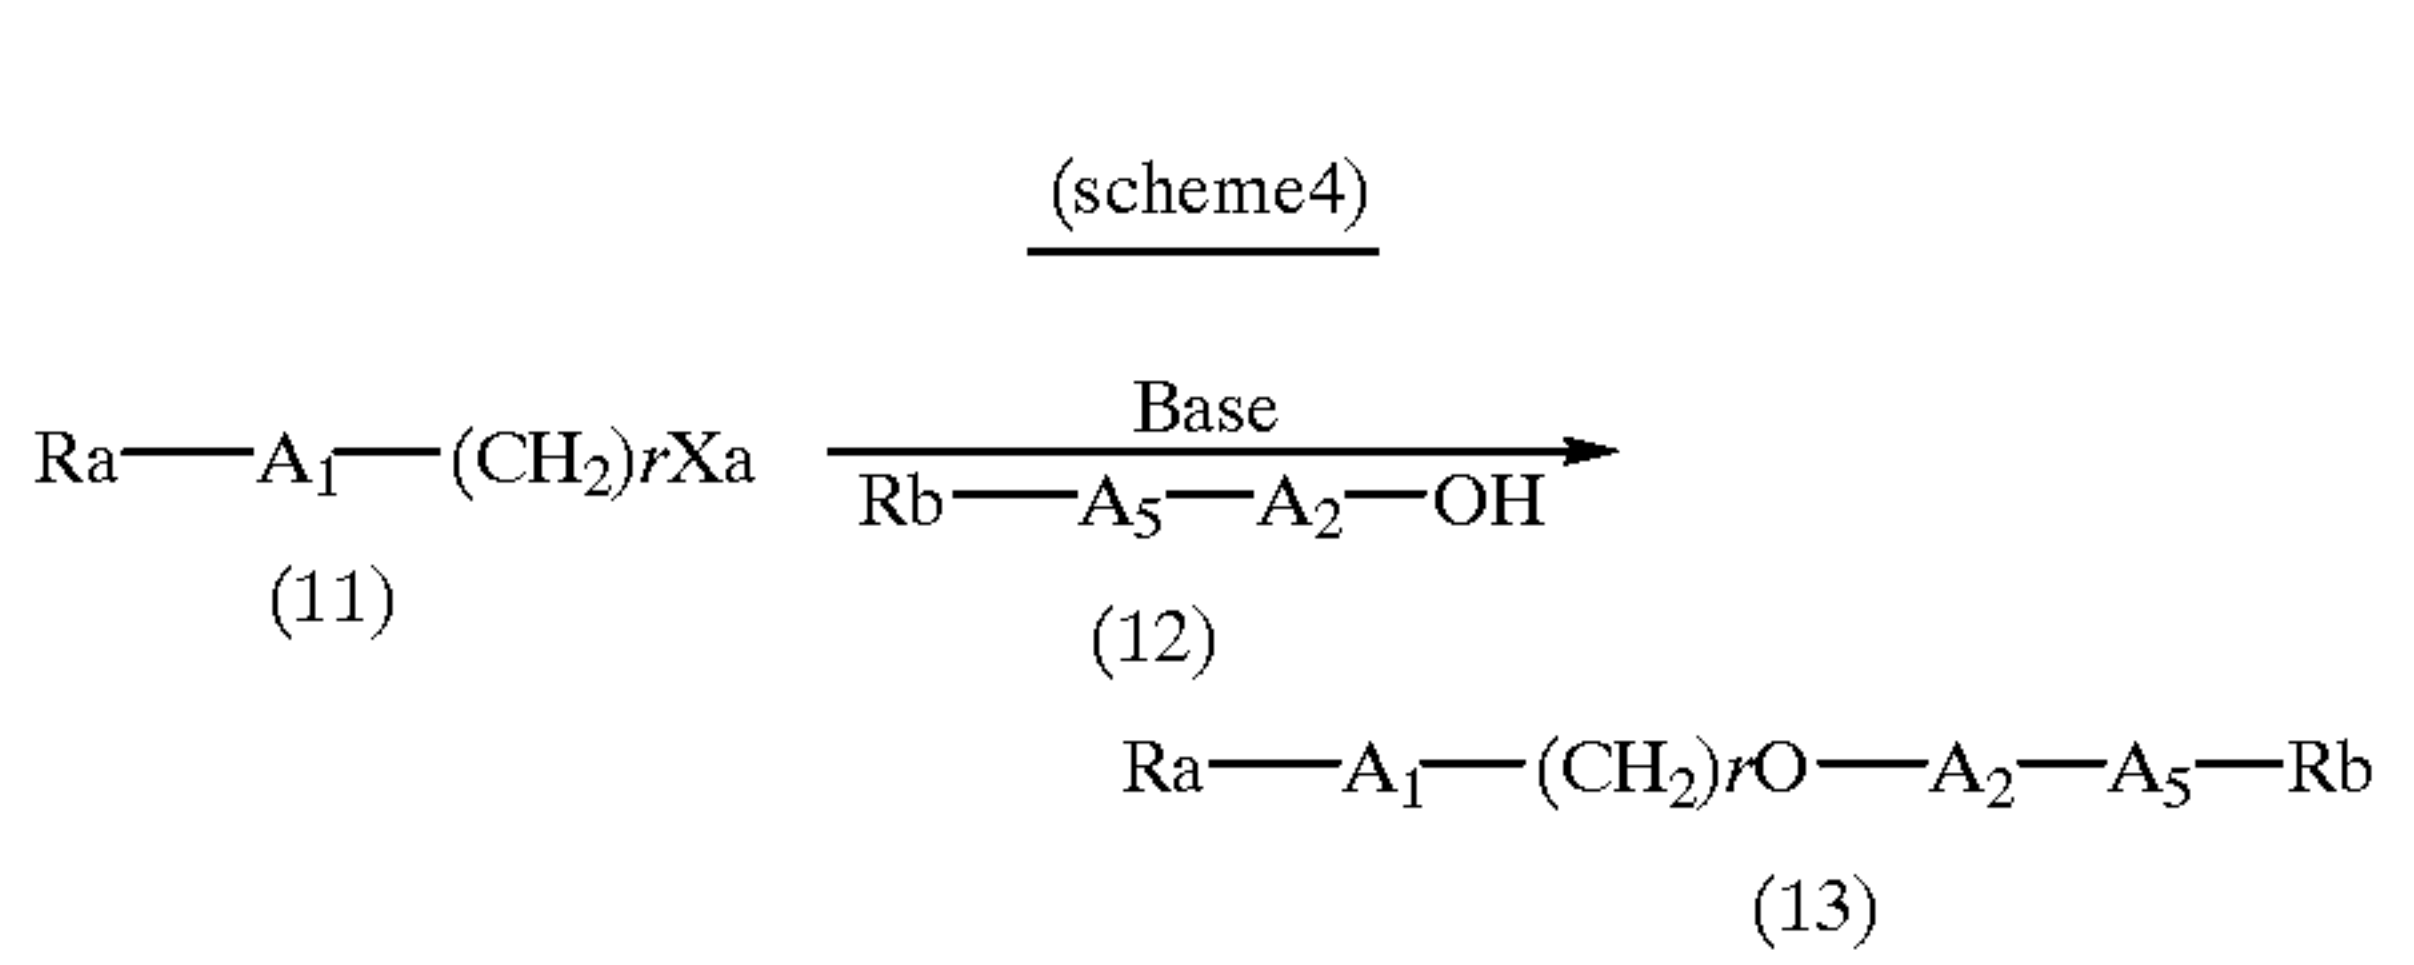 (scheme4)
Base
Ra—A₁—(CH₂)rXa
Rb—A₅—A₂—OH
(11)
(12)
Ra—A₁—(CH₂)rO—A₂—A₅—Rb
(13)